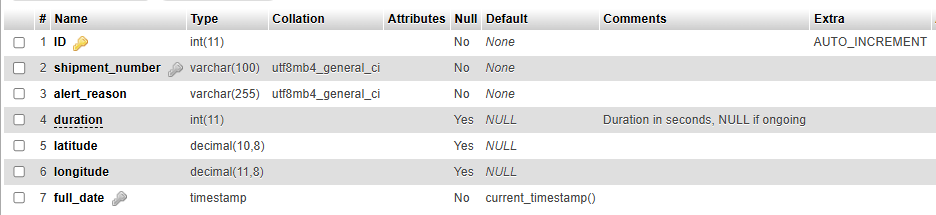 # Name Type Collation Attributes Null Default Comments Extra
1 ID int(11) No None AUTO_INCREMENT
2 shipment_number varchar(100) utf8mb4_general_ci No None
3 alert_reason varchar(255) utf8mb4_general_ci No None
4 duration int(11) Yes NULL Duration in seconds, NULL if ongoing
5 latitude decimal(10,8) Yes NULL
6 longitude decimal(11,8) Yes NULL
7 full_date timestamp No current_timestamp()